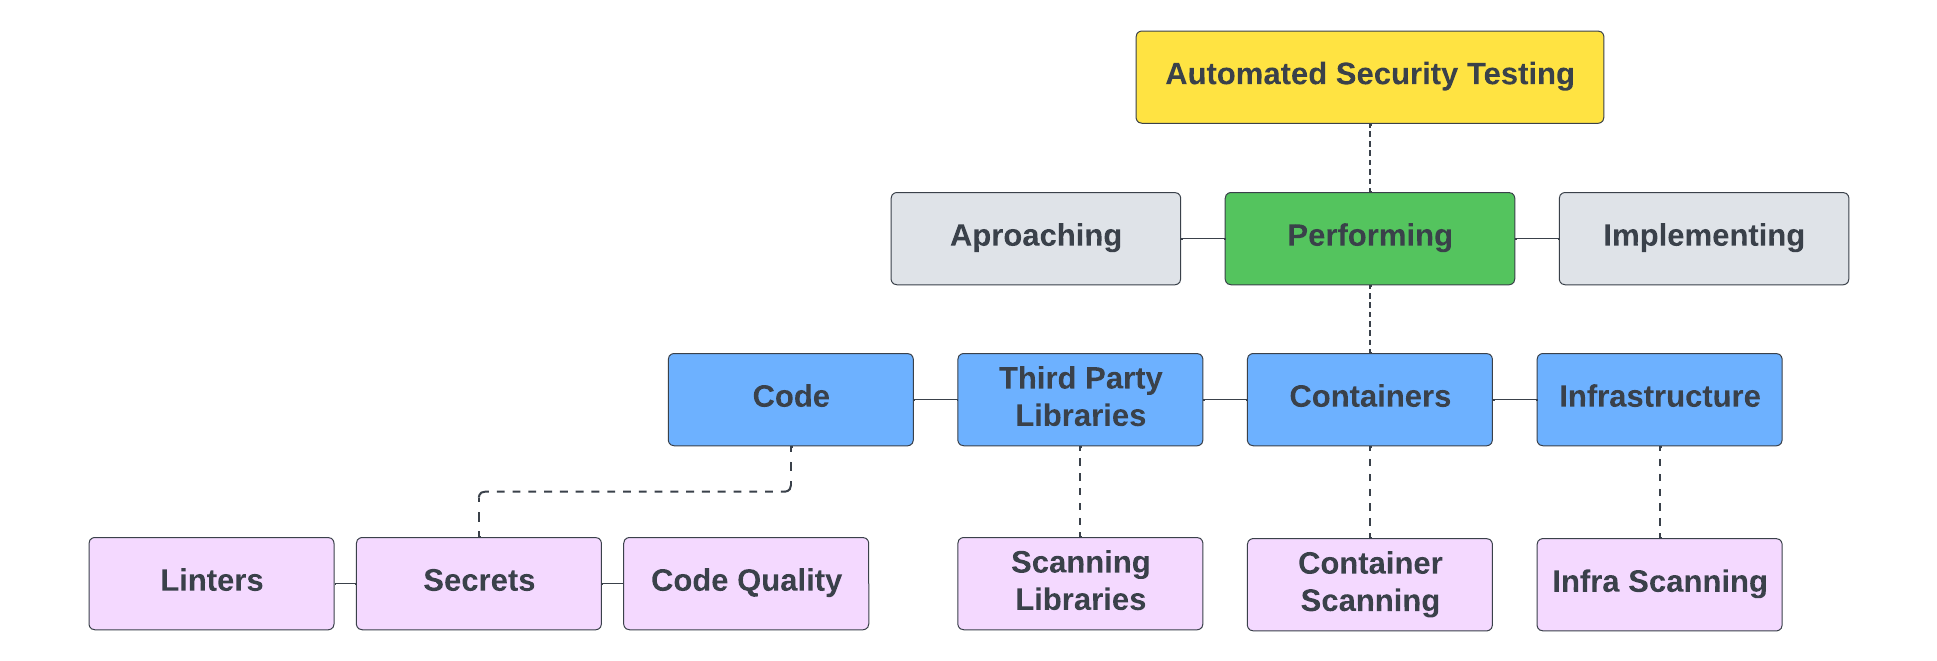 Automated Security Testing
Aproaching
Performing
Implementing
Code
Third Party
Libraries
Containers
Infrastructure
Linters
Secrets
Code Quality
Scanning
Libraries
Container
Scanning
Infra Scanning